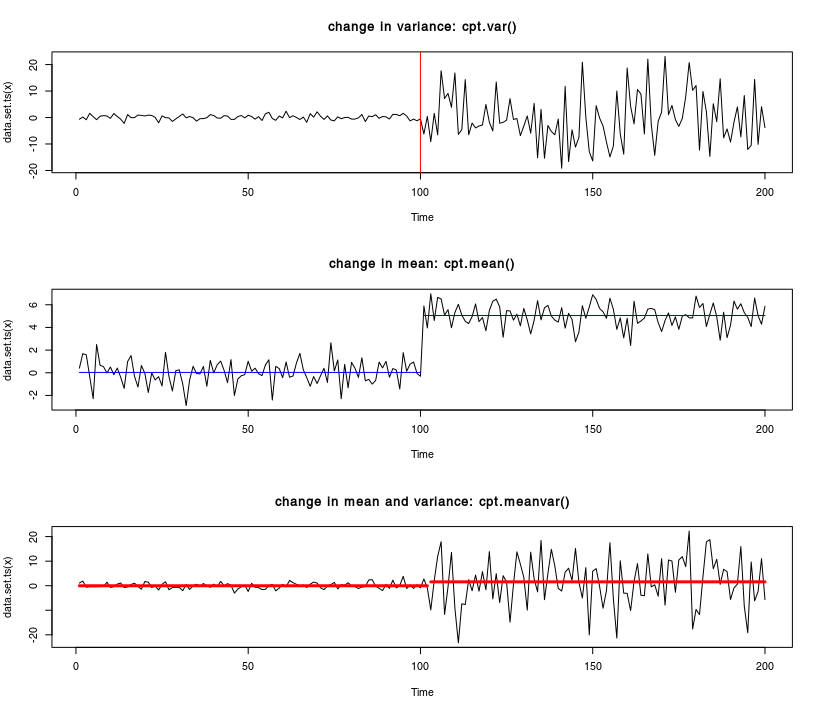 change in variance: cpt.var()
data.set.ts(x)
20
10
0
-10
-20
0 50 100 150 200
Time
change in mean: cpt.mean()
data.set.ts(x)
6
4
2
0
-2
0 50 100 150 200
Time
change in mean and variance: cpt.meanvar()
data.set.ts(x)
20
10
0
-20
0 50 100 150 200
Time